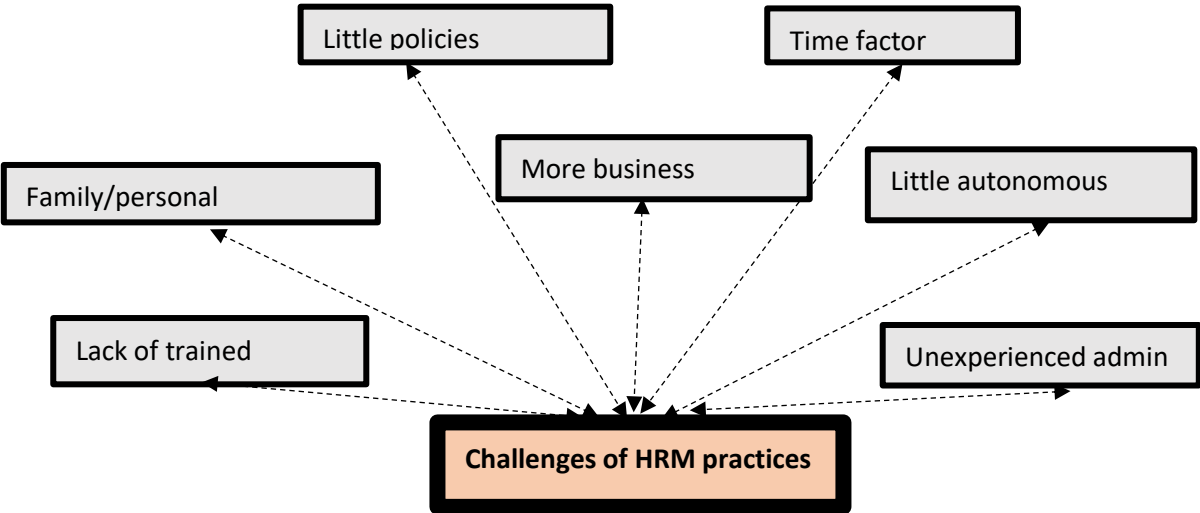 Little policies
Time factor
More business
Little autonomous
Family/personal
Lack of trained
Unexperienced admin
Challenges of HRM practices